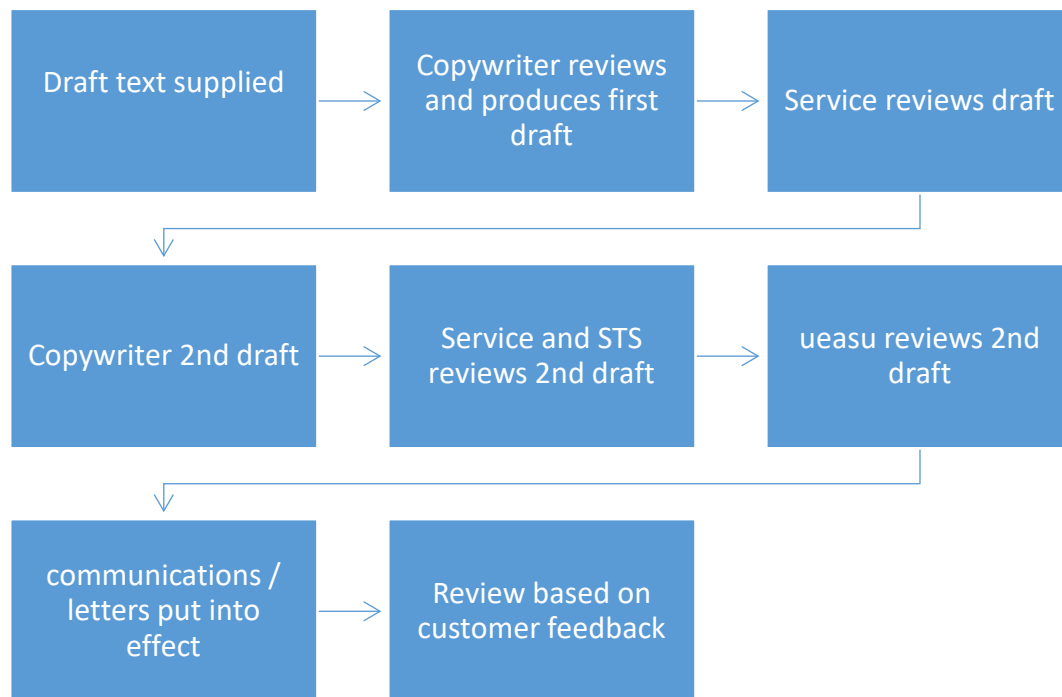 Draft text supplied
Copywriter reviews
and produces first
draft
Service reviews draft
Copywriter 2nd draft
Service and STS
reviews 2nd draft
ueasu reviews 2nd
draft
communications /
letters put into
effect
Review based on
customer feedback